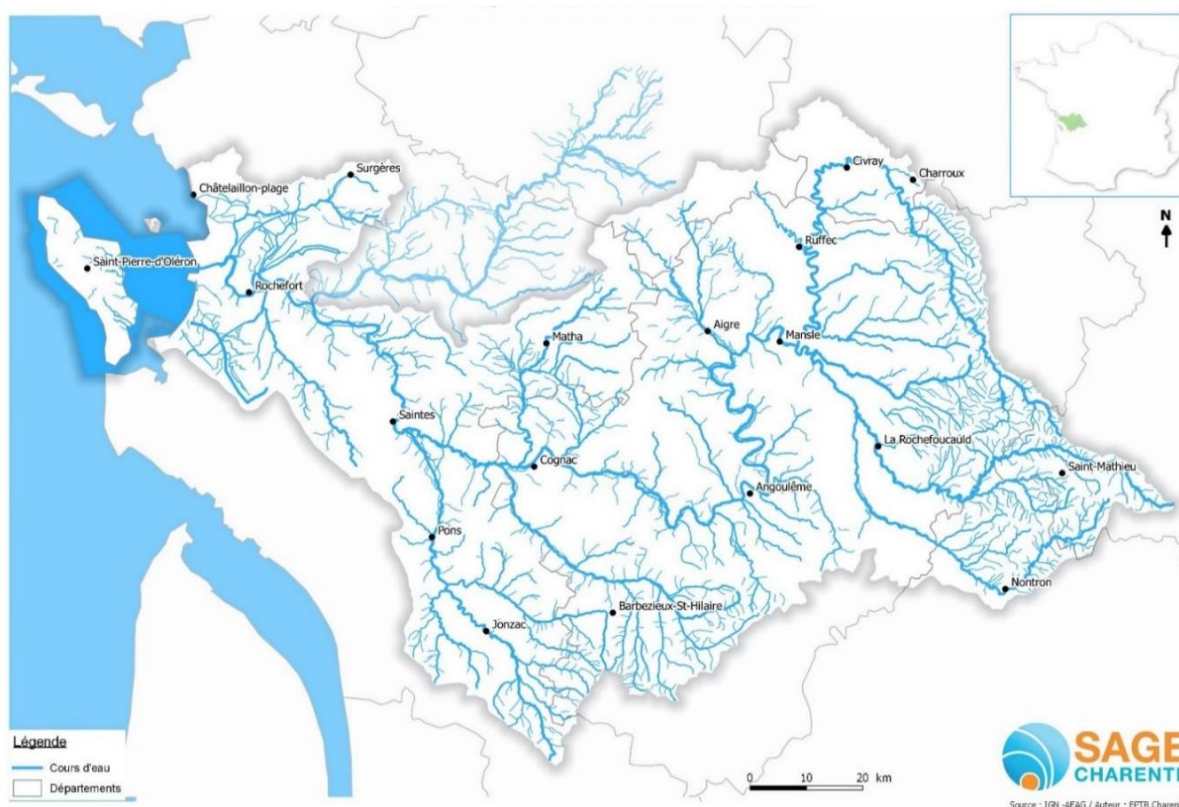 Surgères
Civray
Charroux
Châtelaillon-plage
N
Ruffec
Saint-Pierre-d'Oléron
Rochefort
Aigre
Mansle
Matha
Saintes
La Rochefoucauld
Cognac
Saint-Mathieu
Angoulême
Pons
Nontron
Barbezieux-St-Hilaire
Jonzac
Légende
Cours d'eau
Départements
0 10 20 km
SAGE
CHARENT
Source : IGN -AEAG / Auteur : EPTB Charen